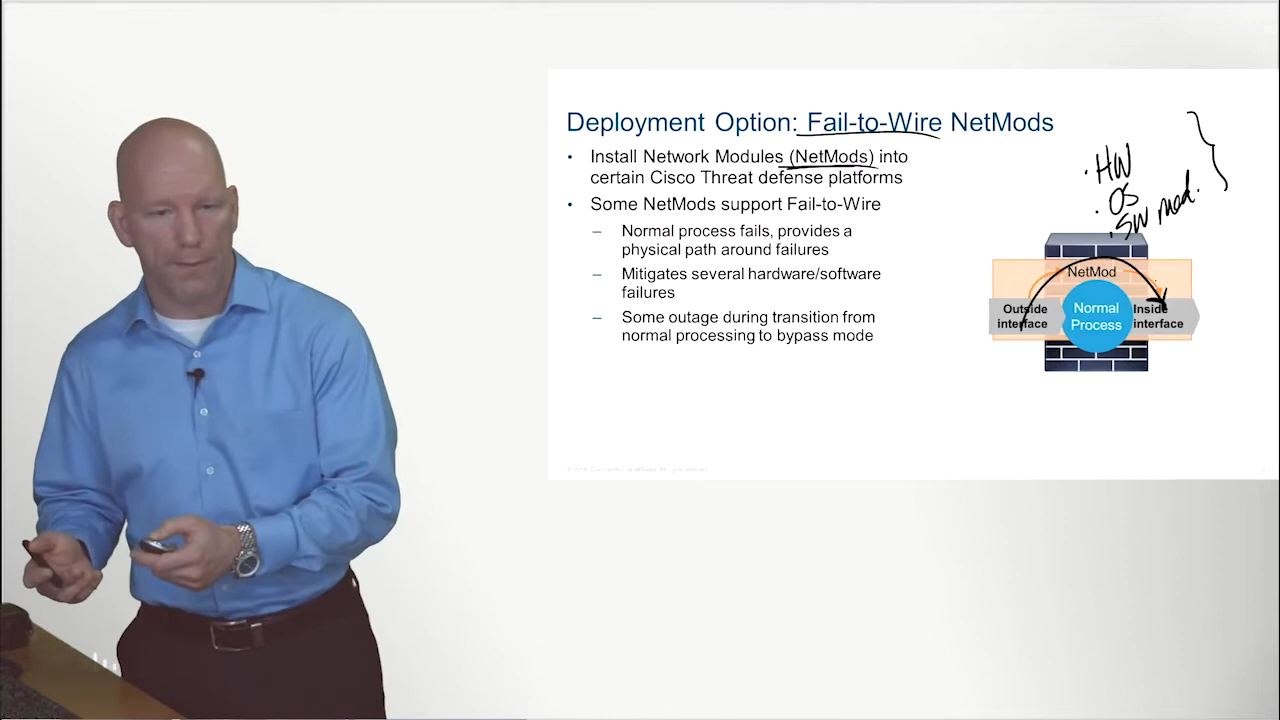 Deployment Option: Fail-to-Wire NetMods
• Install Network Modules (NetMods) into
certain Cisco Threat defense platforms
• Some NetMods support Fail-to-Wire
– Normal process fails, provides a
physical path around failures
– Mitigates several hardware/software
failures
– Some outage during transition from
normal processing to bypass mode
• HW
• OS
• SW mod.
NetMod
Outside
interface
Normal
Process
Inside
interface